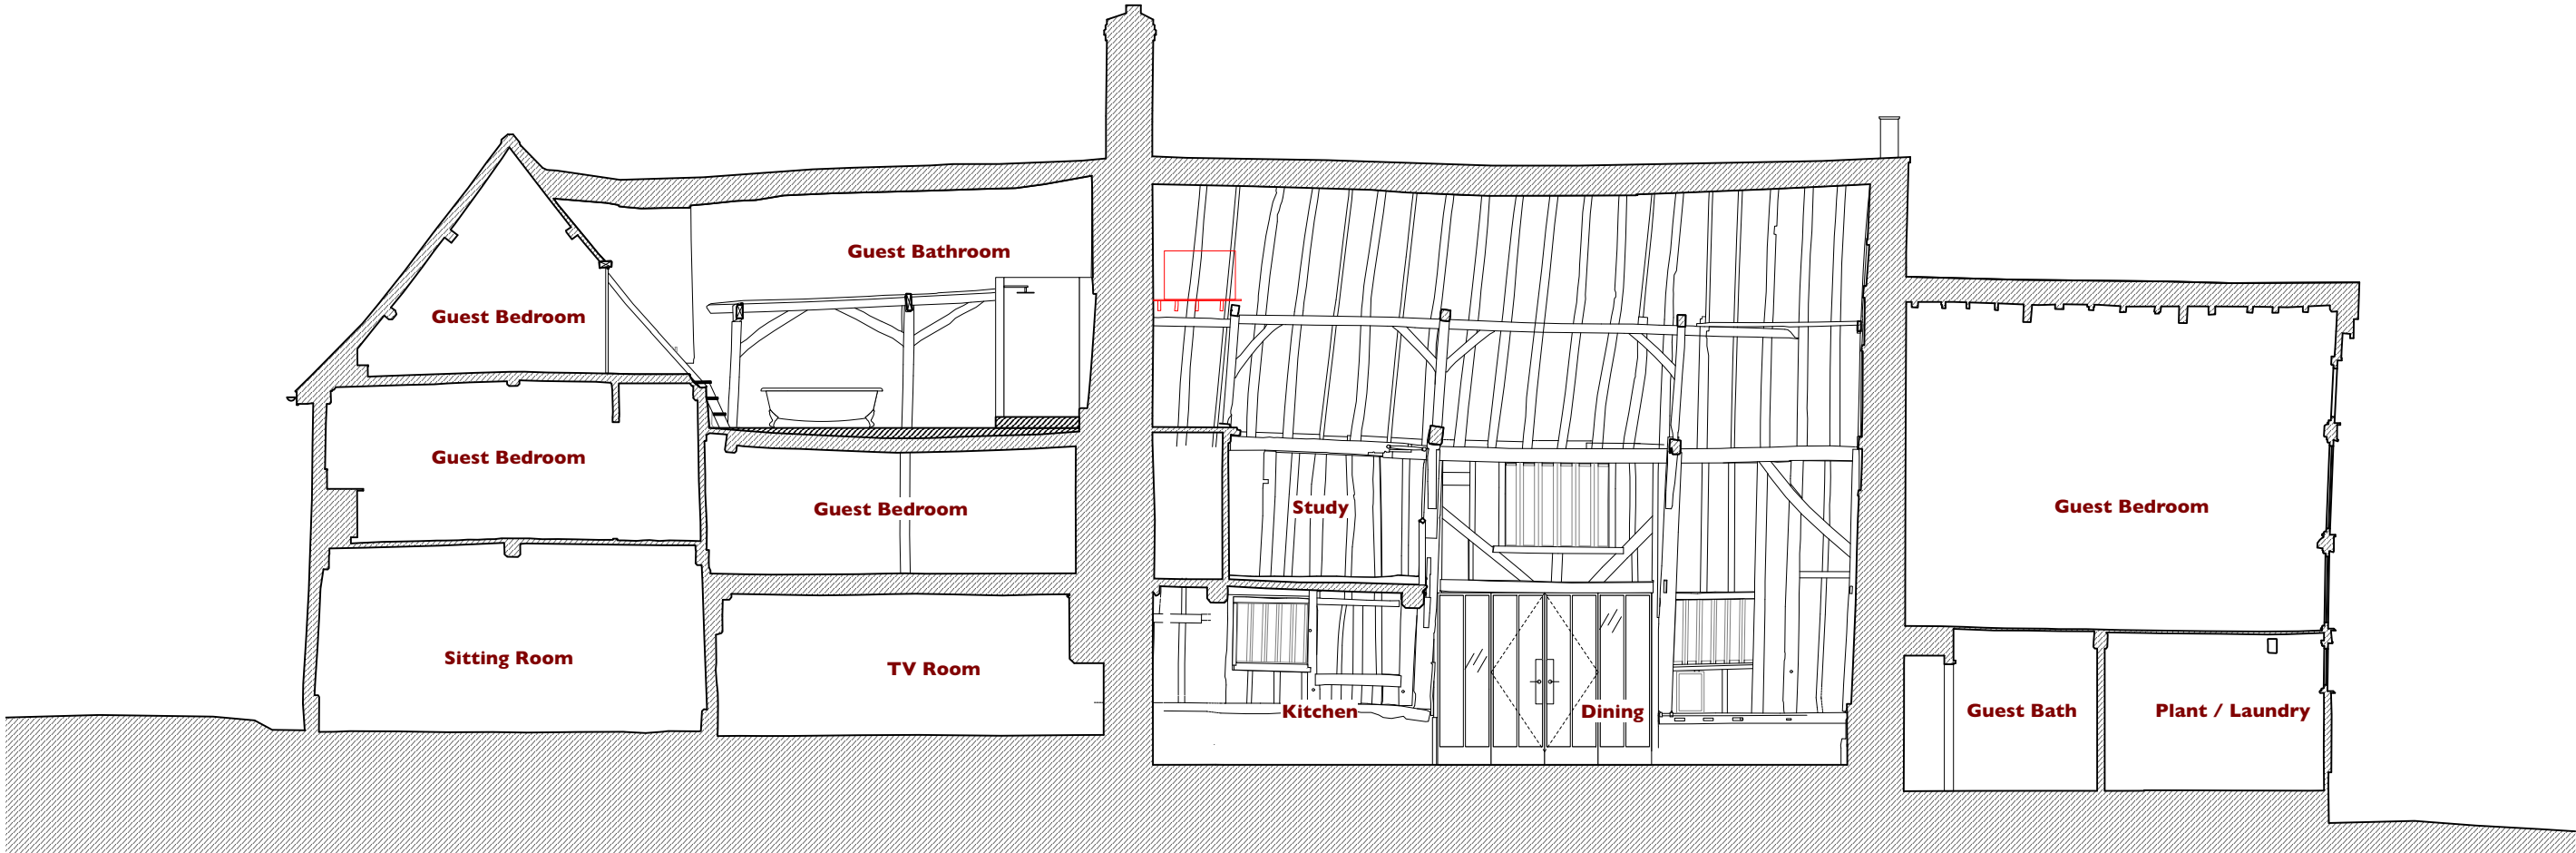 Guest Bathroom
Guest Bedroom
Guest Bedroom
Guest Bedroom
Study
Guest Bedroom
Sitting Room
TV Room
Kitchen
Dining
Guest Bath
Plant / Laundry